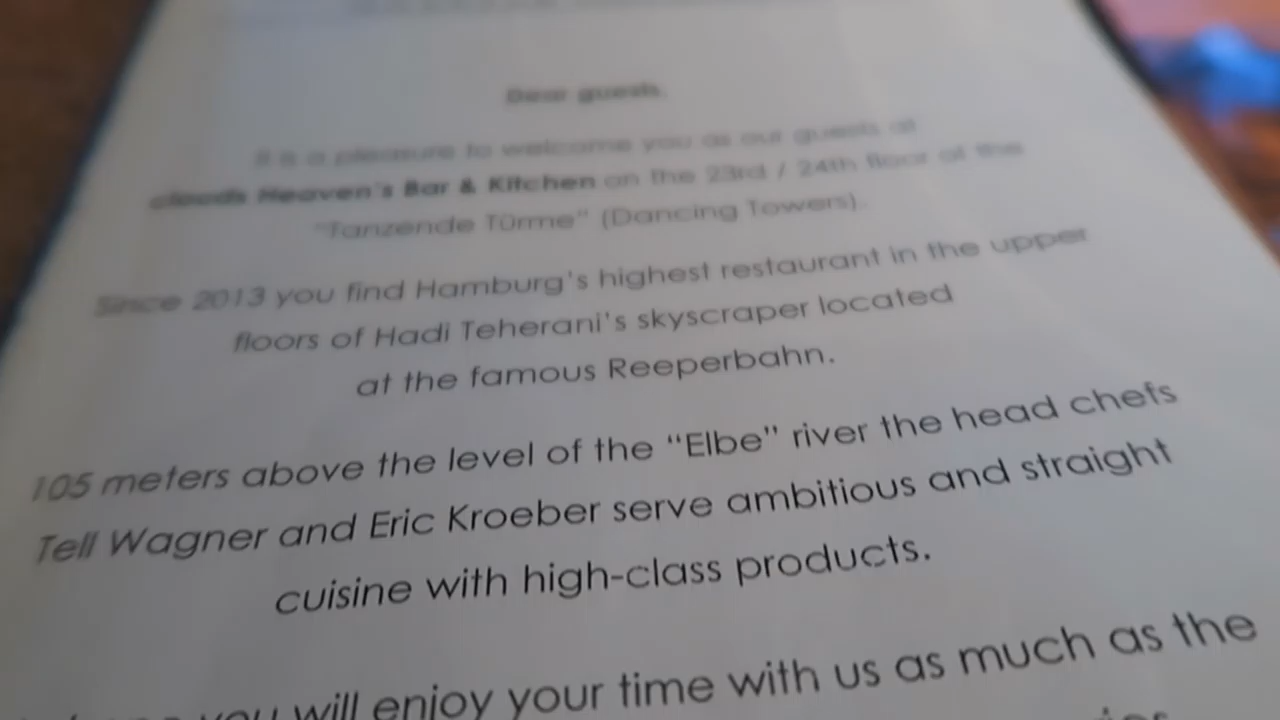 Dear guests,
It is a pleasure to welcome you as our guests at
clouds Heaven's Bar & Kitchen on the 23rd / 24th floor of the
"Tanzende Türme" (Dancing Towers).
Since 2013 you find Hamburg's highest restaurant in the upper
floors of Hadi Teherani's skyscraper located
at the famous Reeperbahn.
105 meters above the level of the "Elbe" river the head chefs
Tell Wagner and Eric Kroeber serve ambitious and straight
cuisine with high-class products.
you will enjoy your time with us as much as the